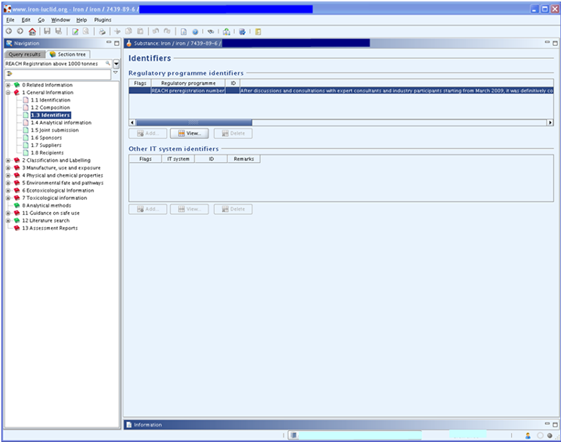 www.iron-iuclid.org - Iron / iron / 7439-89-6 /
File Edit Go Window Help Plugins
Navigation
Query results Section tree
REACH Registration above 1000 tonnes
0 Related Information
1 General Information
1.1 Identification
1.2 Composition
1.3 Identifiers
1.4 Analytical information
1.5 Joint submission
1.6 Sponsors
1.7 Suppliers
1.8 Recipients
2 Classification and Labelling
3 Manufacture, use and exposure
4 Physical and chemical properties
5 Environmental fate and pathways
6 Ecotoxicological Information
7 Toxicological information
8 Analytical methods
11 Guidance on safe use
12 Literature search
13 Assessment Reports
Substance: Iron / iron / 7439-89-6 /
Identifiers
Regulatory programme identifiers
Flags Regulatory programme ID
REACH preregistration number After discussions and consultations with expert consultants and industry participants starting from March 2009, it was definitively co
Add... View... Delete
Other IT system identifiers
Flags IT system ID Remarks
Add... View... Delete
Information